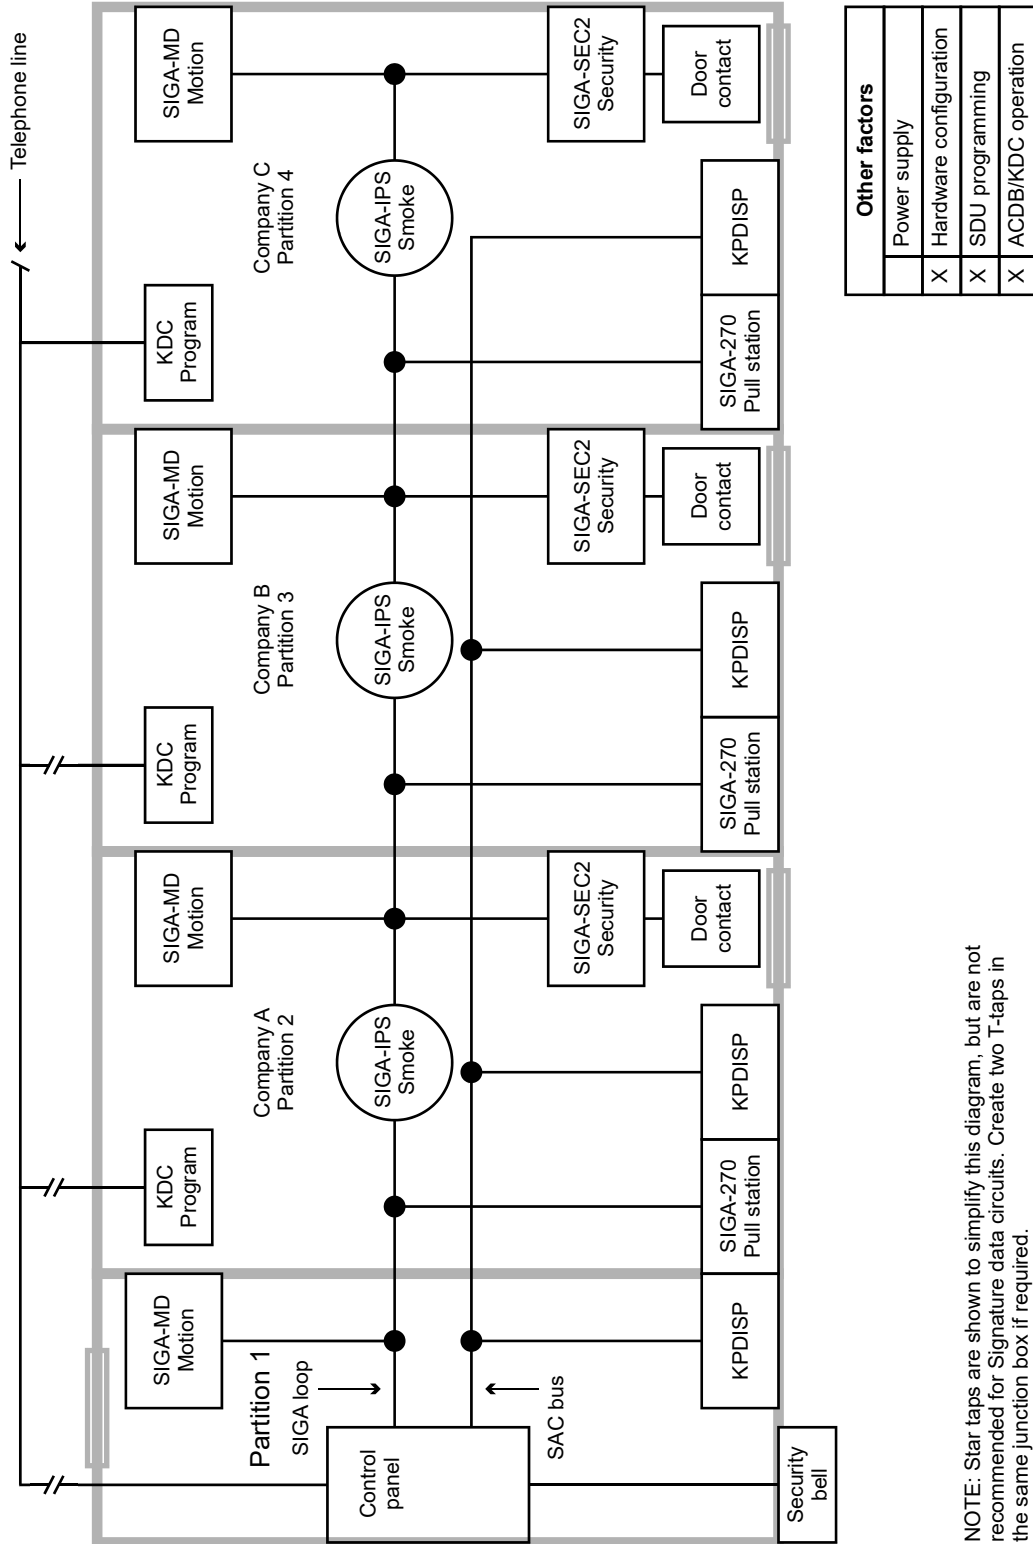 Telephone line
SIGA-MD
Motion
KDC
Program
KDC
Program
KDC
Program
SIGA-MD
Motion
SIGA-MD
Motion
SIGA-MD
Motion
Partition 1
Company A
Partition 2
Company B
Partition 3
Company C
Partition 4
SIGA loop
Control
panel
SIGA-IPS
Smoke
SIGA-IPS
Smoke
SIGA-IPS
Smoke
SAC bus
SIGA-SEC2
Security
SIGA-SEC2
Security
SIGA-SEC2
Security
Security
bell
KPDISP
SIGA-270
Pull station
KPDISP
Door
contact
SIGA-270
Pull station
KPDISP
Door
contact
SIGA-270
Pull station
KPDISP
Door
contact
Other factors
Power supply
X Hardware configuration
X SDU programming
X ACDB/KDC operation
NOTE: Star taps are shown to simplify this diagram, but are not
recommended for Signature data circuits. Create two T-taps in
the same junction box if required.